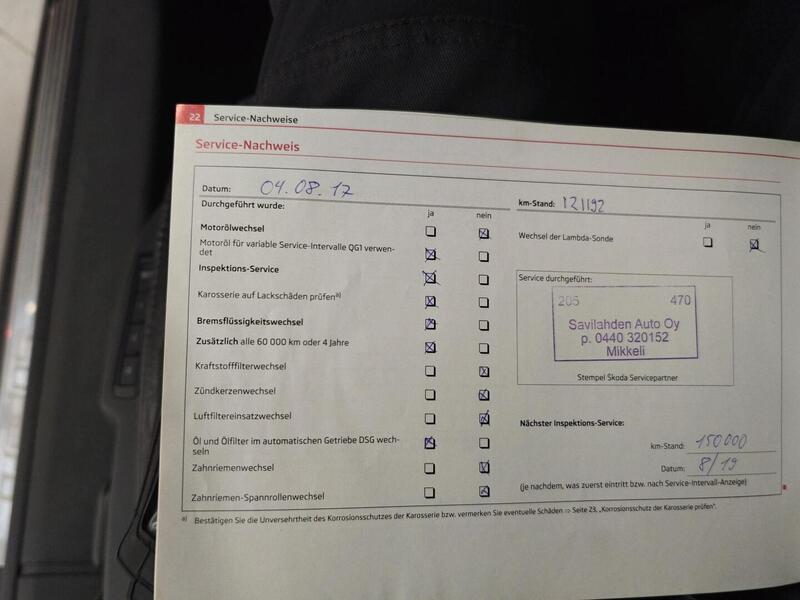 22 Service-Nachweise
Service-Nachweis
Datum: 04.08.17
Durchgeführt wurde:
ja nein
Motorölwechsel
Motoröl für variable Service-Intervalle QG1 verwen-
det
Inspektions-Service
Karosserie auf Lackschäden prüfen a)
Bremsflüssigkeitswechsel
Zusätzlich alle 60 000 km oder 4 Jahre
Kraftstofffilterwechsel
Zündkerzenwechsel
Luftfiltereinsatzwechsel
Öl und Ölfilter im automatischen Getriebe DSG wech-
seln
Zahnriemenwechsel
Zahnriemen-Spannrollenwechsel
km-Stand: 121192
ja nein
Wechsel der Lambda-Sonde
Service durchgeführt:
205 470
Savilahden Auto Oy
p. 0440 320152
Mikkeli
Stempel Škoda Servicepartner
Nächster Inspektions-Service:
km-Stand: 150000
Datum: 8/19
(je nachdem, was zuerst eintritt bzw. nach Service-Intervall-Anzeige)
a) Bestätigen Sie die Unversehrtheit des Korrosionsschutzes der Karosserie bzw. vermerken Sie eventuelle Schäden ⇒ Seite 23, „Korrosionsschutz der Karosserie prüfen“.